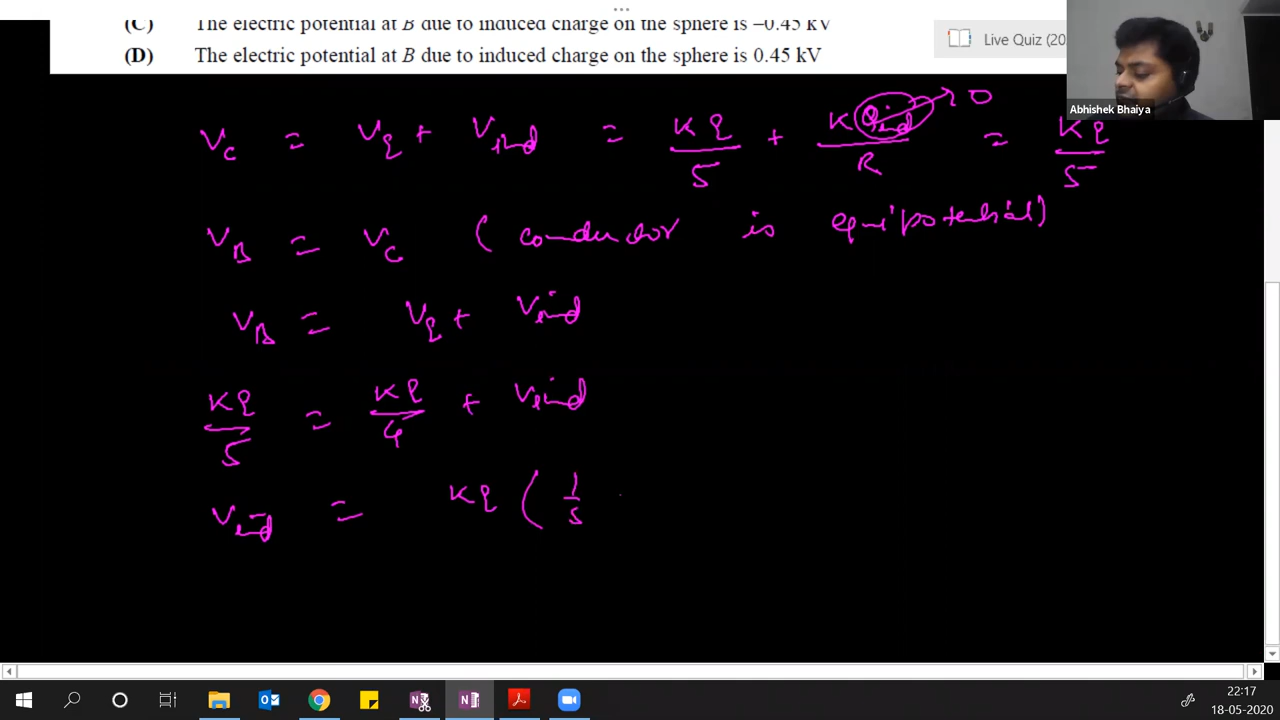 (C) The electric potential at B due to induced charge on the sphere is –0.45 kV
(D) The electric potential at B due to induced charge on the sphere is 0.45 kV
Live Quiz (20
Abhishek Bhaiya
V_C = V_q + V_ind = Kq/5 + K q_ind/R = Kq/5
→ 0
V_B = V_C (conductor is equipotential)
V_B = V_q + V_ind
Kq/5 = Kq/4 + V_ind
V_ind = Kq ( 1/5
22:17
18-05-2020